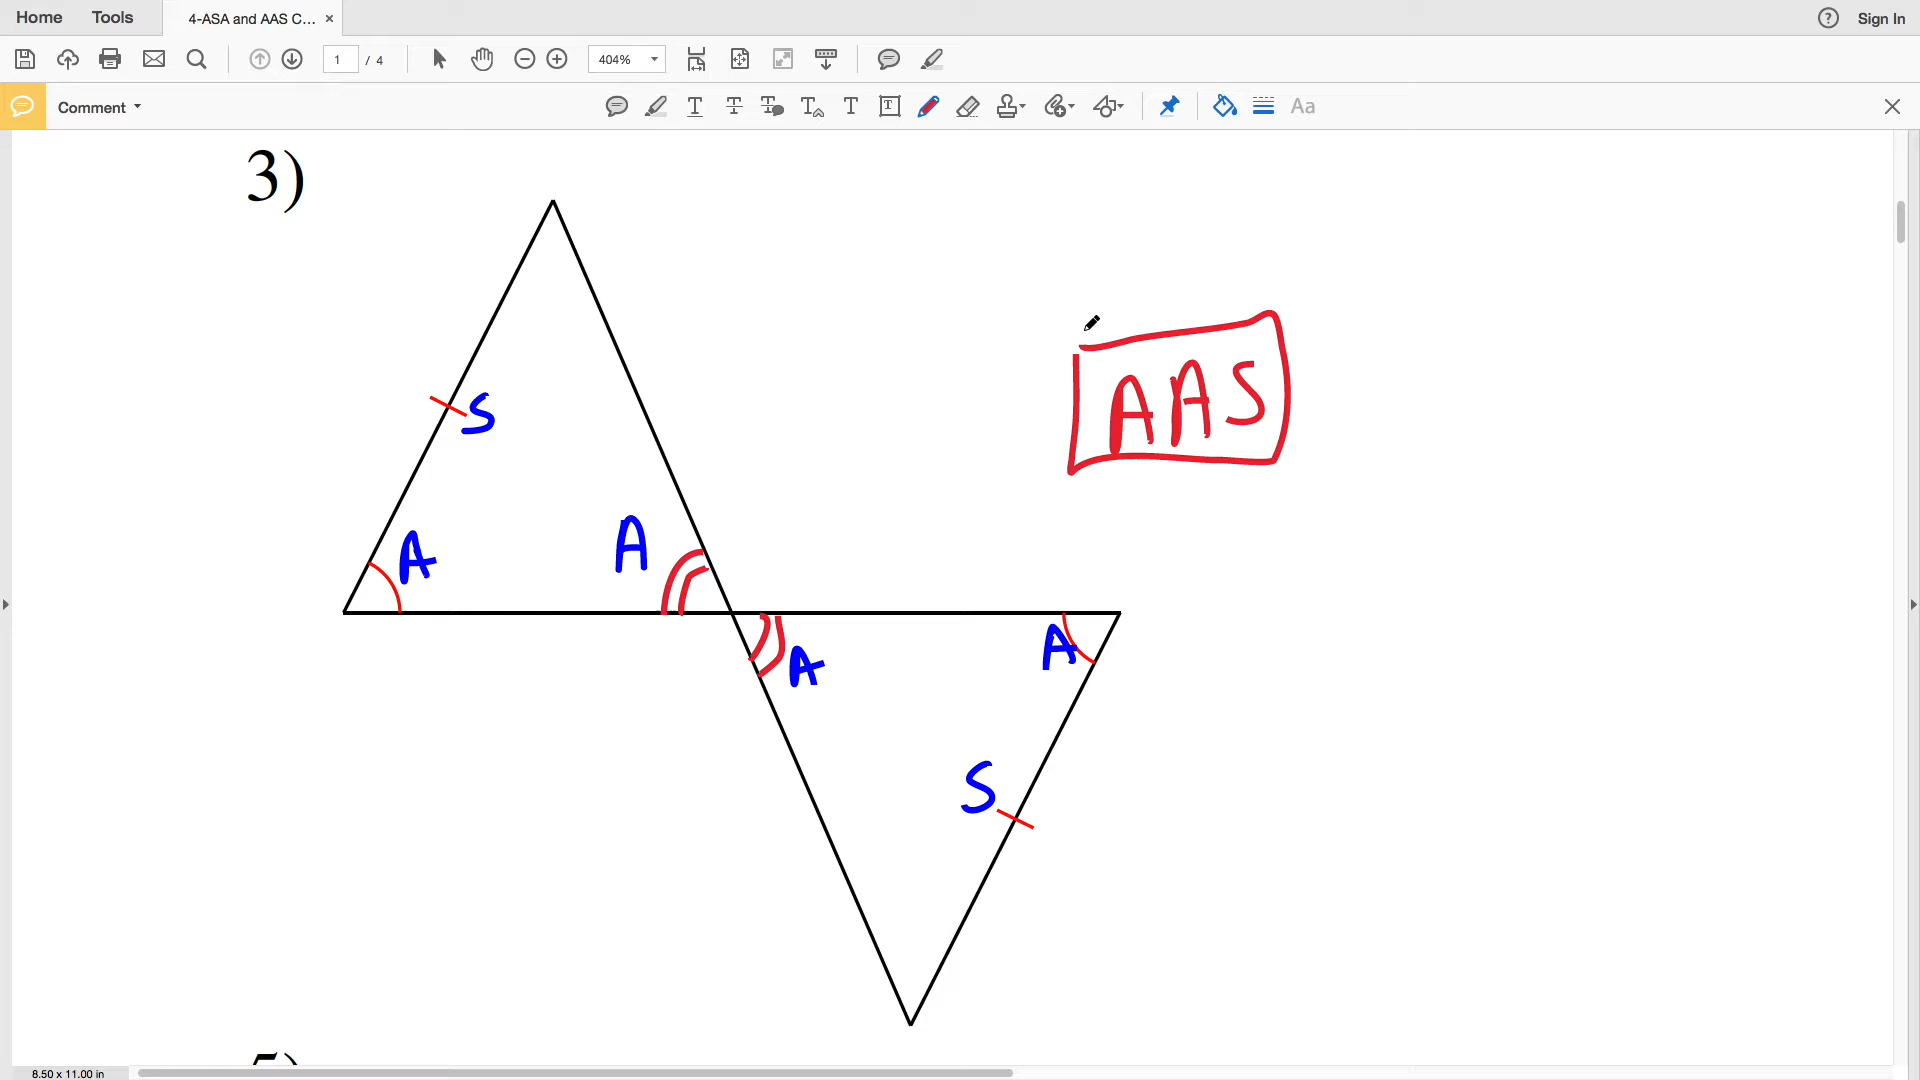 Home Tools 4-ASA and AAS C... × ? Sign In
1 / 4 404%
Comment T T T T T T Aa
3)
S
AAS
A A
A A
S
5)
8.50 x 11.00 in